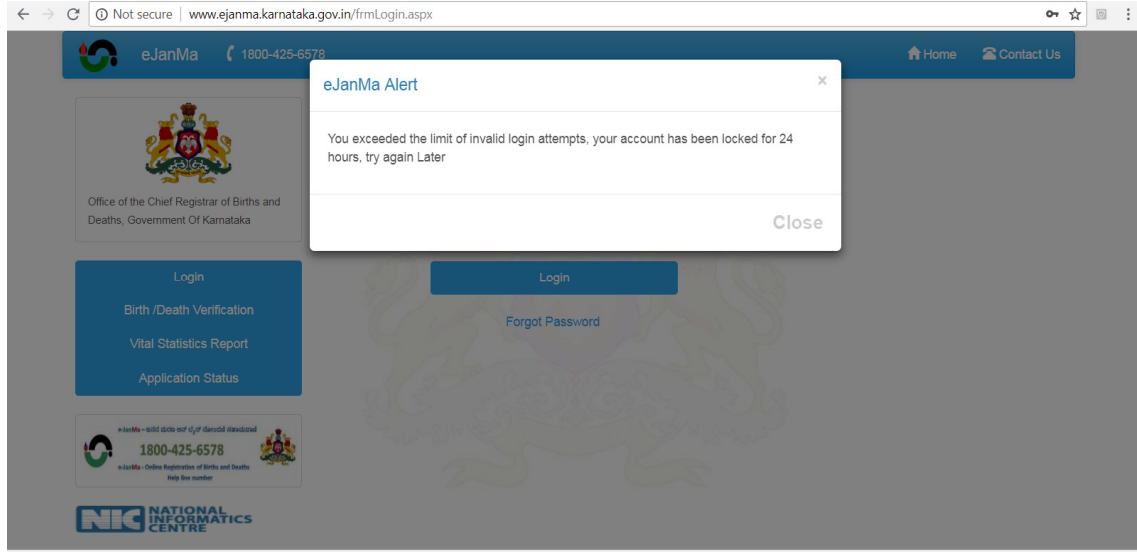 Not secure | www.ejanma.karnataka.gov.in/frmLogin.aspx
eJanMa 1800-425-6578 Home Contact Us
eJanMa Alert ×
You exceeded the limit of invalid login attempts, your account has been locked for 24
hours, try again Later
Close
Office of the Chief Registrar of Births and
Deaths, Government Of Karnataka
Login
Birth /Death Verification
Vital Statistics Report
Application Status
Login
Forgot Password
1800-425-6578
e-JanMa - Online Registration of Births and Deaths
Help line number
NIC NATIONAL
INFORMATICS
CENTRE